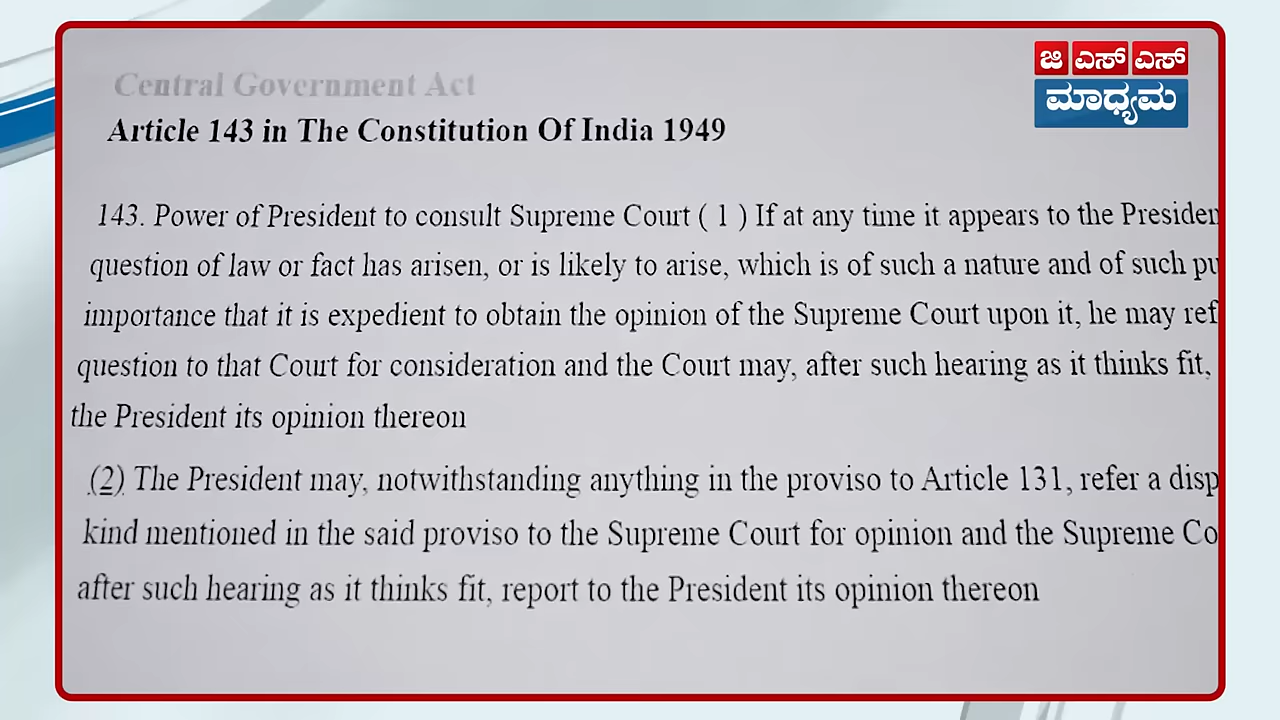 ಜಿ ಎಸ್ ಎಸ್
ಮಾಧ್ಯಮ
Central Government Act
Article 143 in The Constitution Of India 1949
143. Power of President to consult Supreme Court ( 1 ) If at any time it appears to the
question of law or fact has arisen, or is likely to arise, which is of such a nature and of such
importance that it is expedient to obtain the opinion of the Supreme Court upon it, he may
question to that Court for consideration and the Court may, after such hearing as it thinks fit,
the President its opinion thereon
(2) The President may, notwithstanding anything in the proviso to Article 131, refer a
kind mentioned in the said proviso to the Supreme Court for opinion and the Supreme
after such hearing as it thinks fit, report to the President its opinion thereon